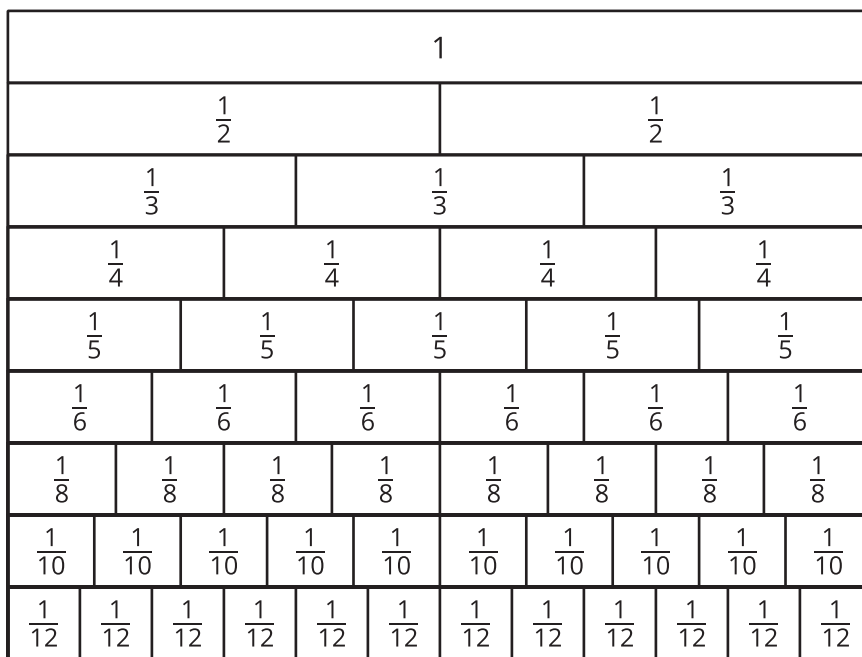 1
1/2 1/2
1/3 1/3 1/3
1/4 1/4 1/4 1/4
1/5 1/5 1/5 1/5 1/5
1/6 1/6 1/6 1/6 1/6 1/6
1/8 1/8 1/8 1/8 1/8 1/8 1/8 1/8
1/10 1/10 1/10 1/10 1/10 1/10 1/10 1/10 1/10 1/10
1/12 1/12 1/12 1/12 1/12 1/12 1/12 1/12 1/12 1/12 1/12 1/12